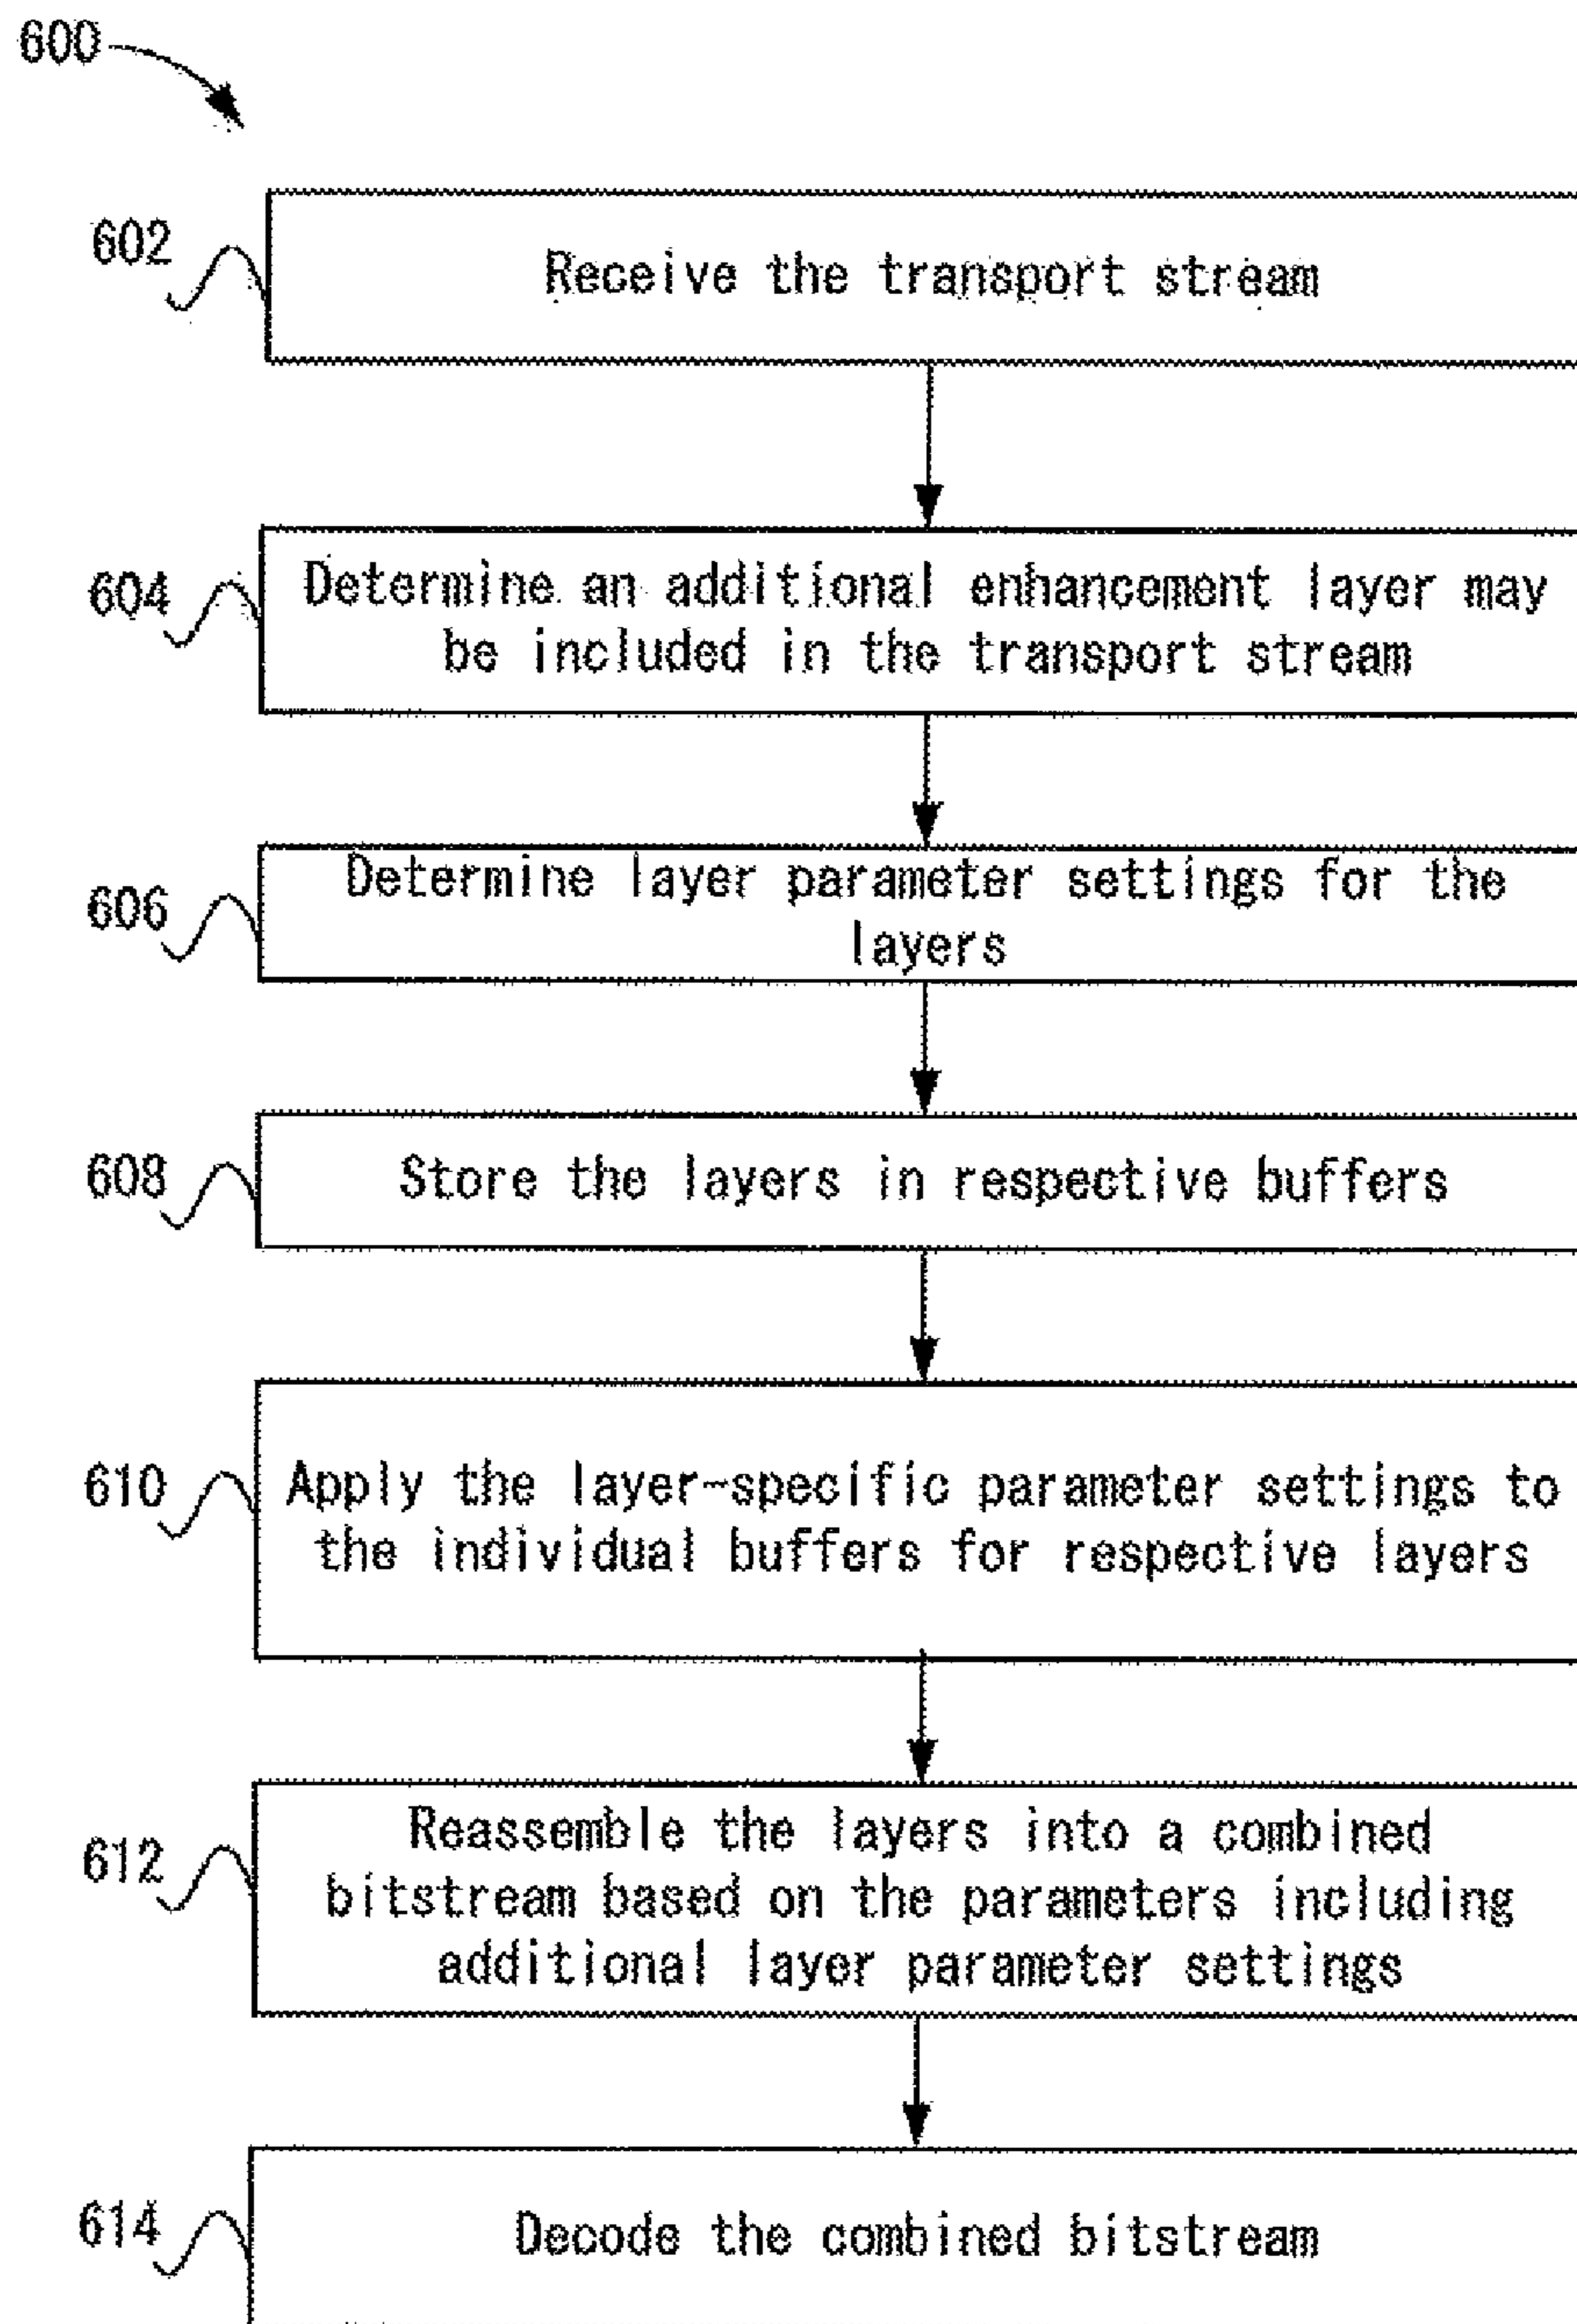 600
602
Receive the transport stream
604
Determine an additional enhancement layer may
be included in the transport stream
606
Determine layer parameter settings for the
layers
608
Store the layers in respective buffers
610
Apply the layer-specific parameter settings to
the individual buffers for respective layers
612
Reassemble the layers into a combined
bitstream based on the parameters including
additional layer parameter settings
614
Decode the combined bitstream